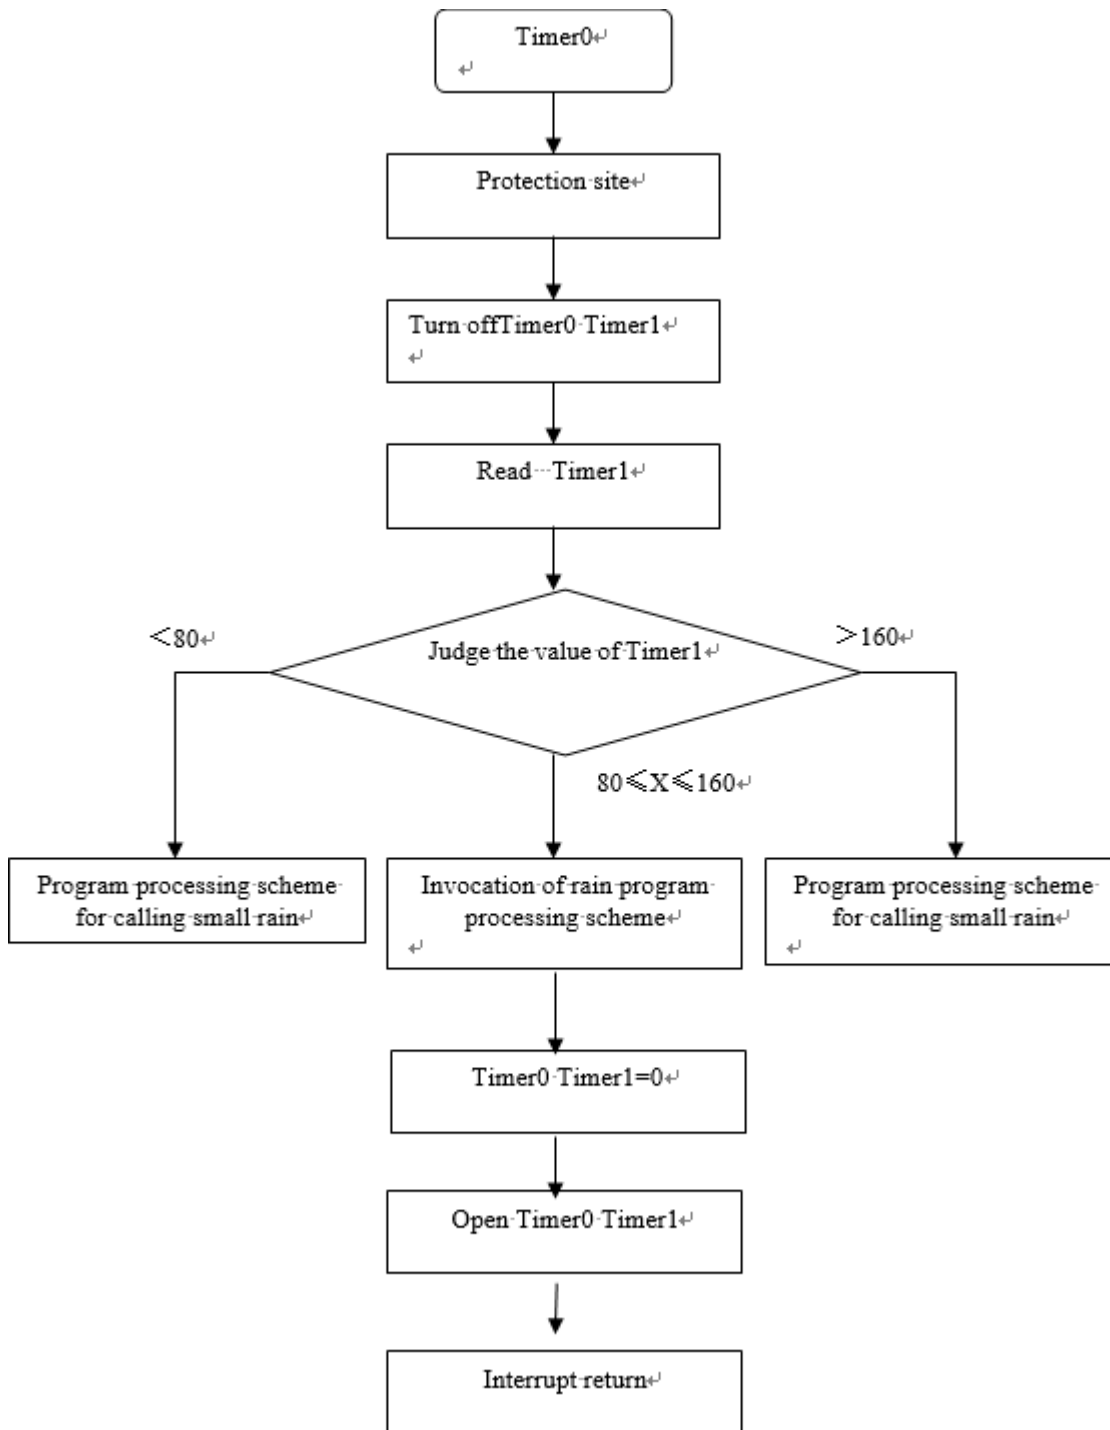 Timer0
Protection site
Turn offTimer0 Timer1
Read Timer1
<80
Judge the value of Timer1
>160
80≤X≤160
Program processing scheme
for calling small rain
Invocation of rain program
processing scheme
Program processing scheme
for calling small rain
Timer0 Timer1=0
Open Timer0 Timer1
Interrupt return